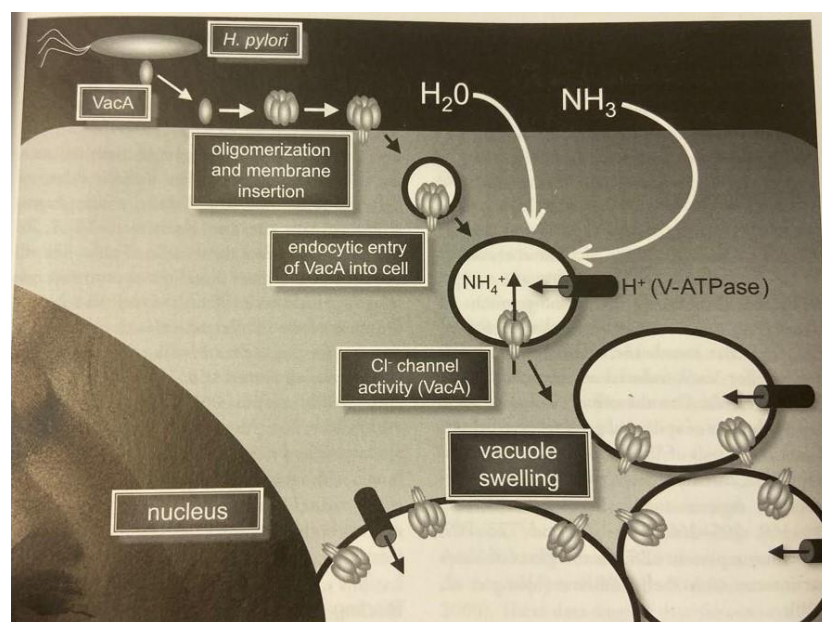 H. pylori
VacA
H₂0
NH₃
oligomerization
and membrane
insertion
endocytic entry
of VacA into cell
NH₄⁺
H⁺ (V-ATPase)
Cl⁻ channel
activity (VacA)
vacuole
swelling
nucleus